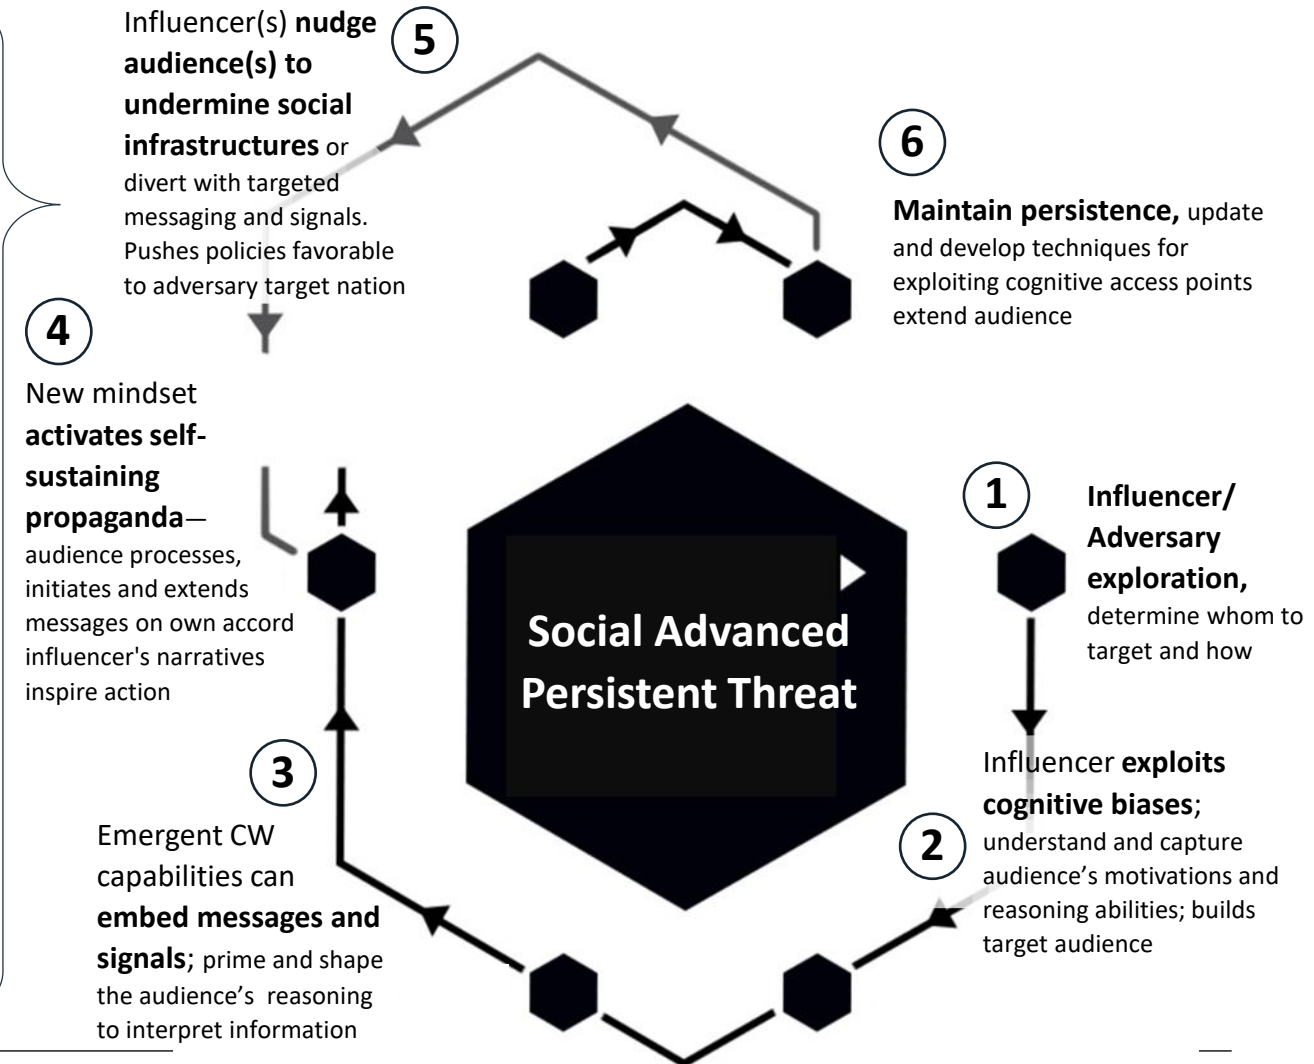 5
Influencer(s) nudge
audience(s) to
undermine social
infrastructures or
divert with targeted
messaging and signals.
Pushes policies favorable
to adversary target nation
6
Maintain persistence, update
and develop techniques for
exploiting cognitive access points
extend audience
4
New mindset
activates self-
sustaining
propaganda—
audience processes,
initiates and extends
messages on own accord
influencer's narratives
inspire action
1
Influencer/
Adversary
exploration,
determine whom to
target and how
Social Advanced
Persistent Threat
3
Emergent CW
capabilities can
embed messages and
signals; prime and shape
the audience’s reasoning
to interpret information
2
Influencer exploits
cognitive biases;
understand and capture
audience’s motivations and
reasoning abilities; builds
target audience